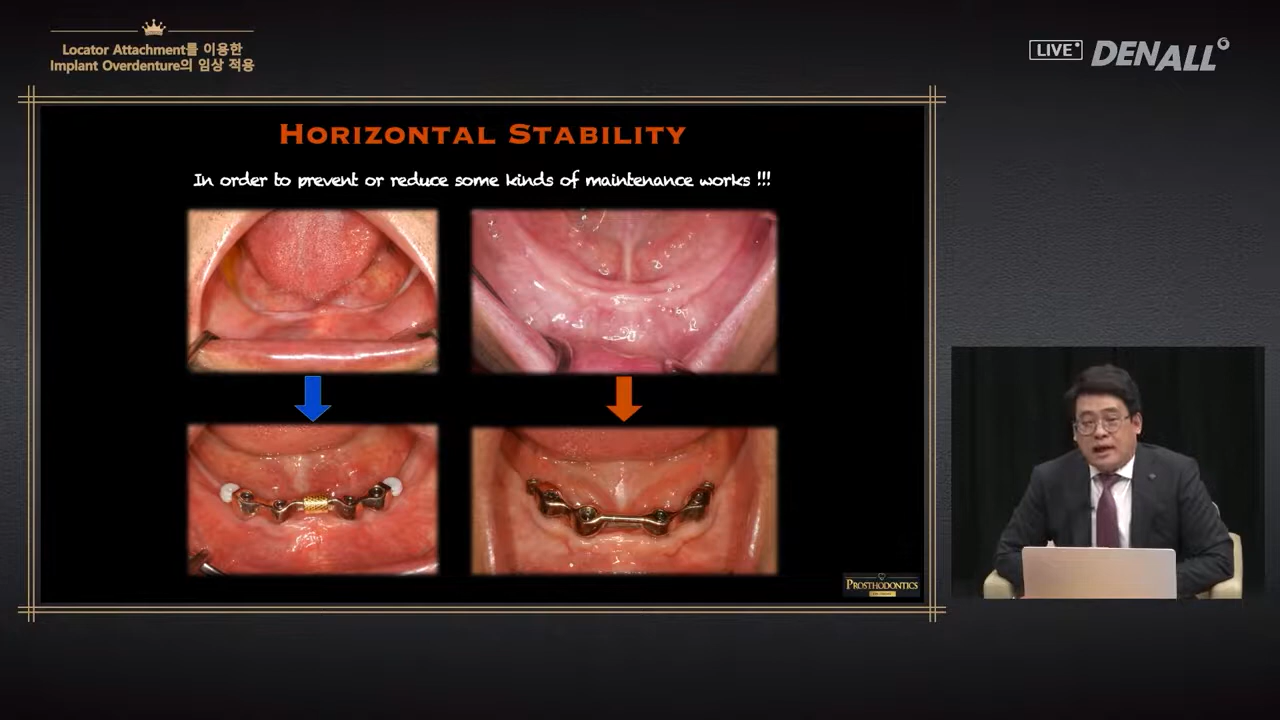 Locator Attachment를 이용한
Implant Overdenture의 임상 적용
LIVE
DENALL
HORIZONTAL STABILITY
In order to prevent or reduce some kinds of maintenance works !!!
PROSTHODONTICS